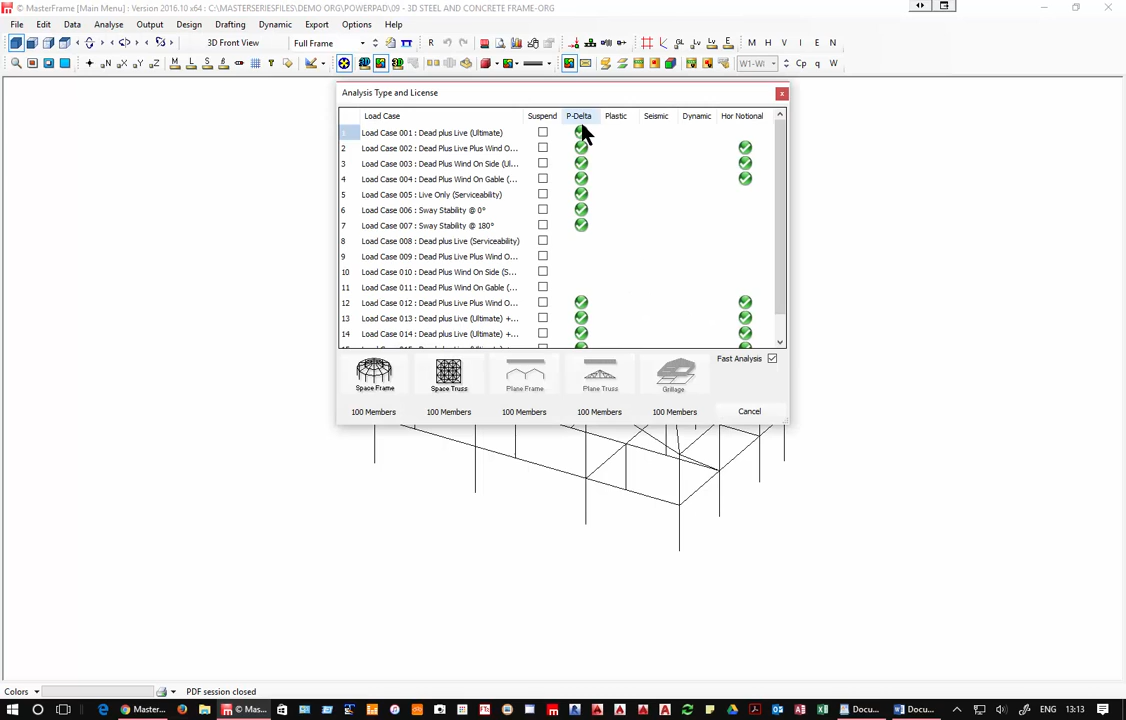 © MasterFrame [Main Menu] : Version 2016.10 x64 : C:\MASTERSERIESFILES\DEMO ORG\POWERPAD\09 - 3D STEEL AND CONCRETE FRAME-ORG
File Edit Data Analyse Output Design Drafting Dynamic Export Options Help
3D Front View Full Frame R M H V I E N
N X Y Z M L S W1-Wi Cp q W
Analysis Type and License
Load Case Suspend P-Delta Plastic Seismic Dynamic Hor Notional
1 Load Case 001 : Dead plus Live (Ultimate)
2 Load Case 002 : Dead plus Live Plus Wind O...
3 Load Case 003 : Dead plus Wind On Side (Ul...
4 Load Case 004 : Dead plus Wind On Gable (...
5 Load Case 005 : Live Only (Serviceability)
6 Load Case 006 : Sway Stability @ 0°
7 Load Case 007 : Sway Stability @ 180°
8 Load Case 008 : Dead plus Live (Serviceability)
9 Load Case 009 : Dead plus Live Plus Wind O...
10 Load Case 010 : Dead plus Wind On Side (S...
11 Load Case 011 : Dead plus Wind On Gable (...
12 Load Case 012 : Dead plus Live Plus Wind O...
13 Load Case 013 : Dead plus Live (Ultimate) +...
14 Load Case 014 : Dead plus Live (Ultimate) +...
Fast Analysis
Space Frame Space Truss Plane Frame Plane Truss Grillage
100 Members 100 Members 100 Members 100 Members 100 Members Cancel
Colors PDF session closed
Master... © Mas... Docu... Docu... ENG 13:13